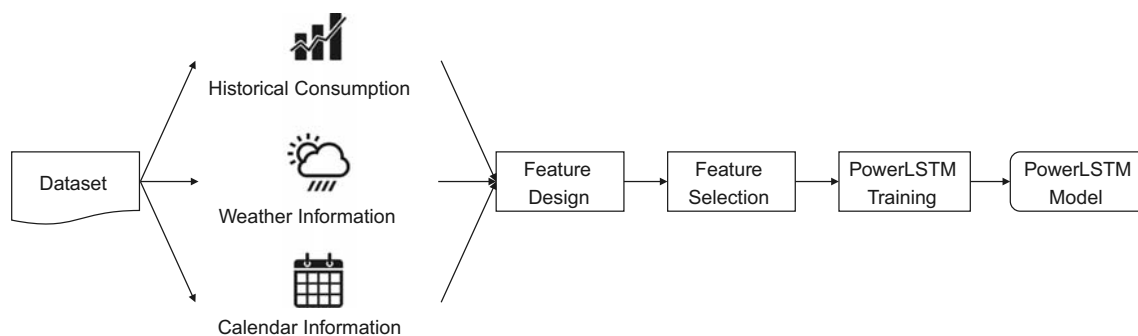 Historical Consumption
Dataset
Weather Information
Calendar Information
Feature
Design
Feature
Selection
PowerLSTM
Training
PowerLSTM
Model